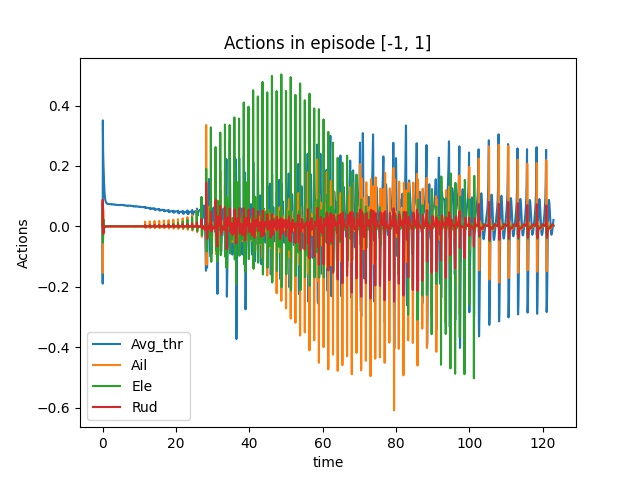 Actions in episode [-1, 1]
Actions
0.4
0.2
0.0
−0.2
−0.4
−0.6
Avg_thr
Ail
Ele
Rud
0 20 40 60 80 100 120
time